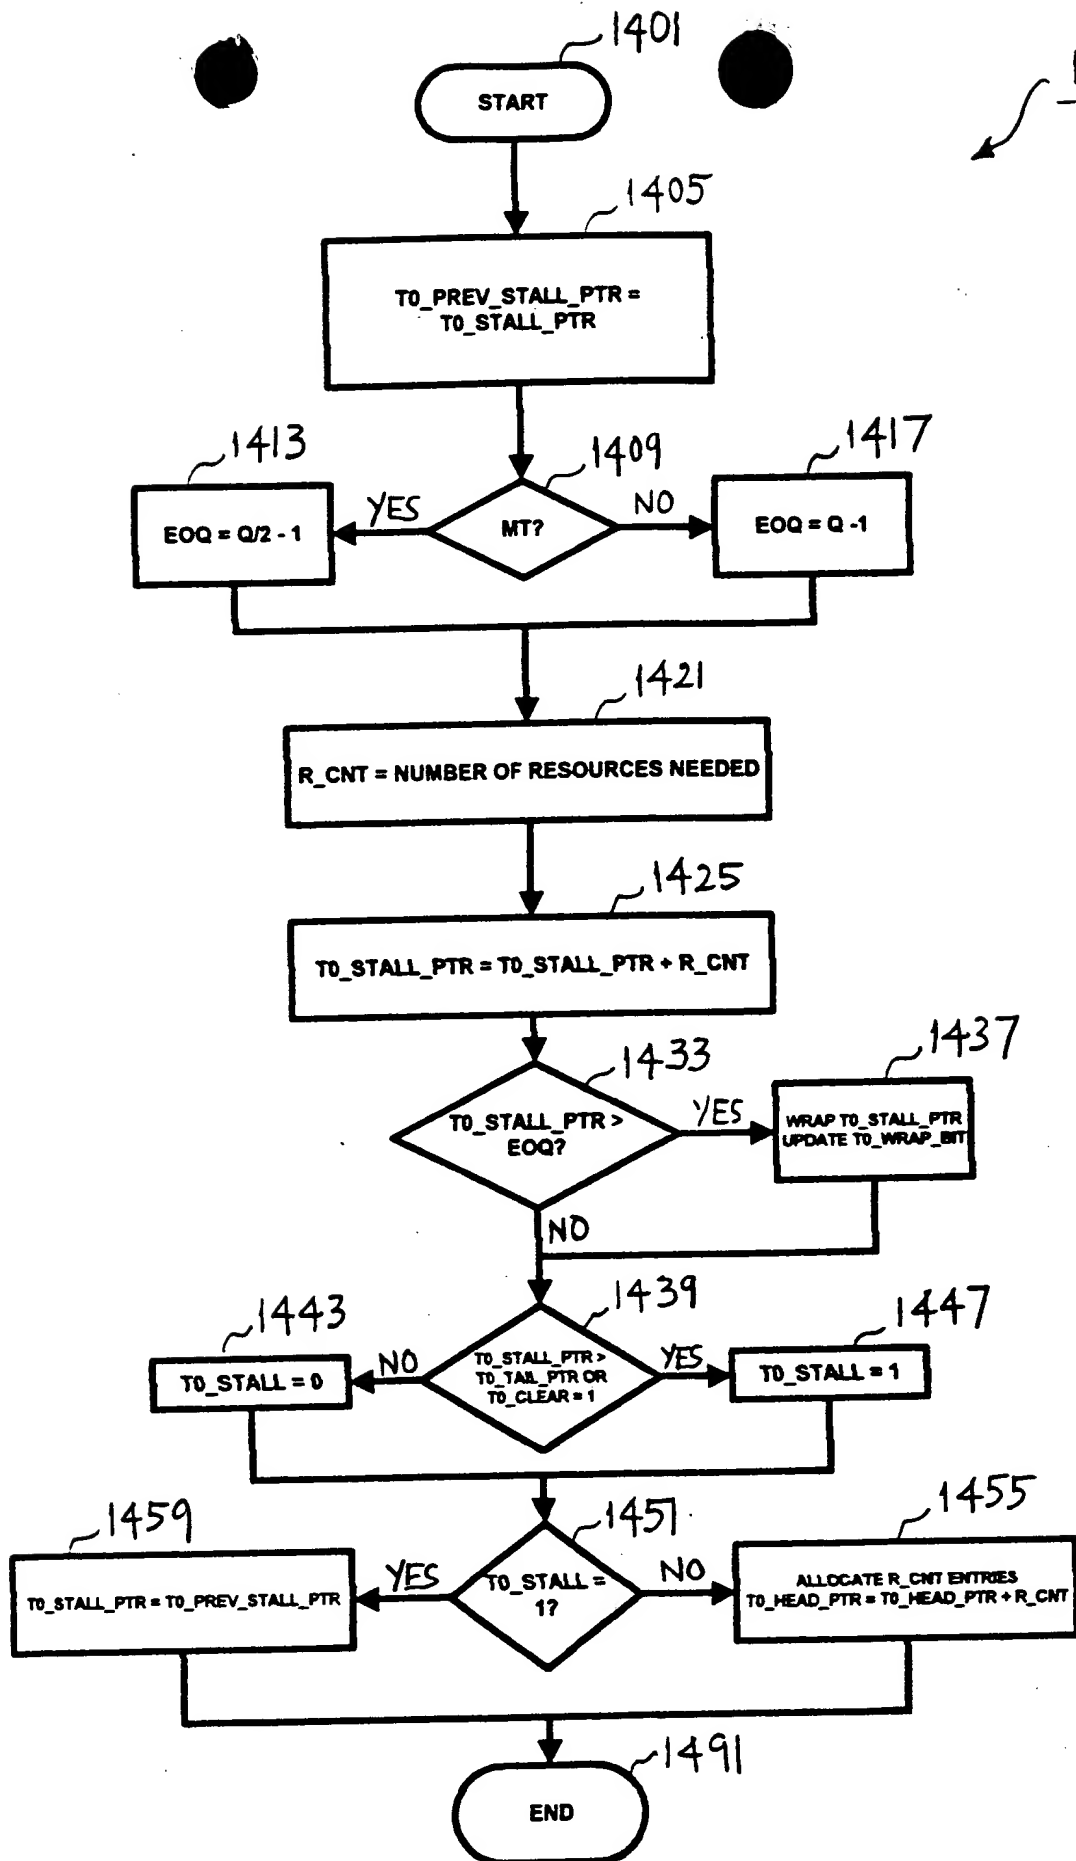 1401
START
1405
T0_PREV_STALL_PTR =
T0_STALL_PTR
1413
1409
1417
EOQ = Q/2 - 1
YES
MT?
NO
EOQ = Q -1
1421
R_CNT = NUMBER OF RESOURCES NEEDED
1425
T0_STALL_PTR = T0_STALL_PTR + R_CNT
1433
1437
T0_STALL_PTR >
EOQ?
YES
WRAP T0_STALL_PTR
UPDATE T0_WRAP_BIT
NO
1443
1439
1447
T0_STALL = 0
NO
T0_STALL_PTR >
T0_TAIL_PTR OR
T0_CLEAR = 1
YES
T0_STALL = 1
1459
1451
1455
T0_STALL_PTR = T0_PREV_STALL_PTR
YES
T0_STALL =
1?
NO
ALLOCATE R_CNT ENTRIES
T0_HEAD_PTR = T0_HEAD_PTR + R_CNT
1491
END